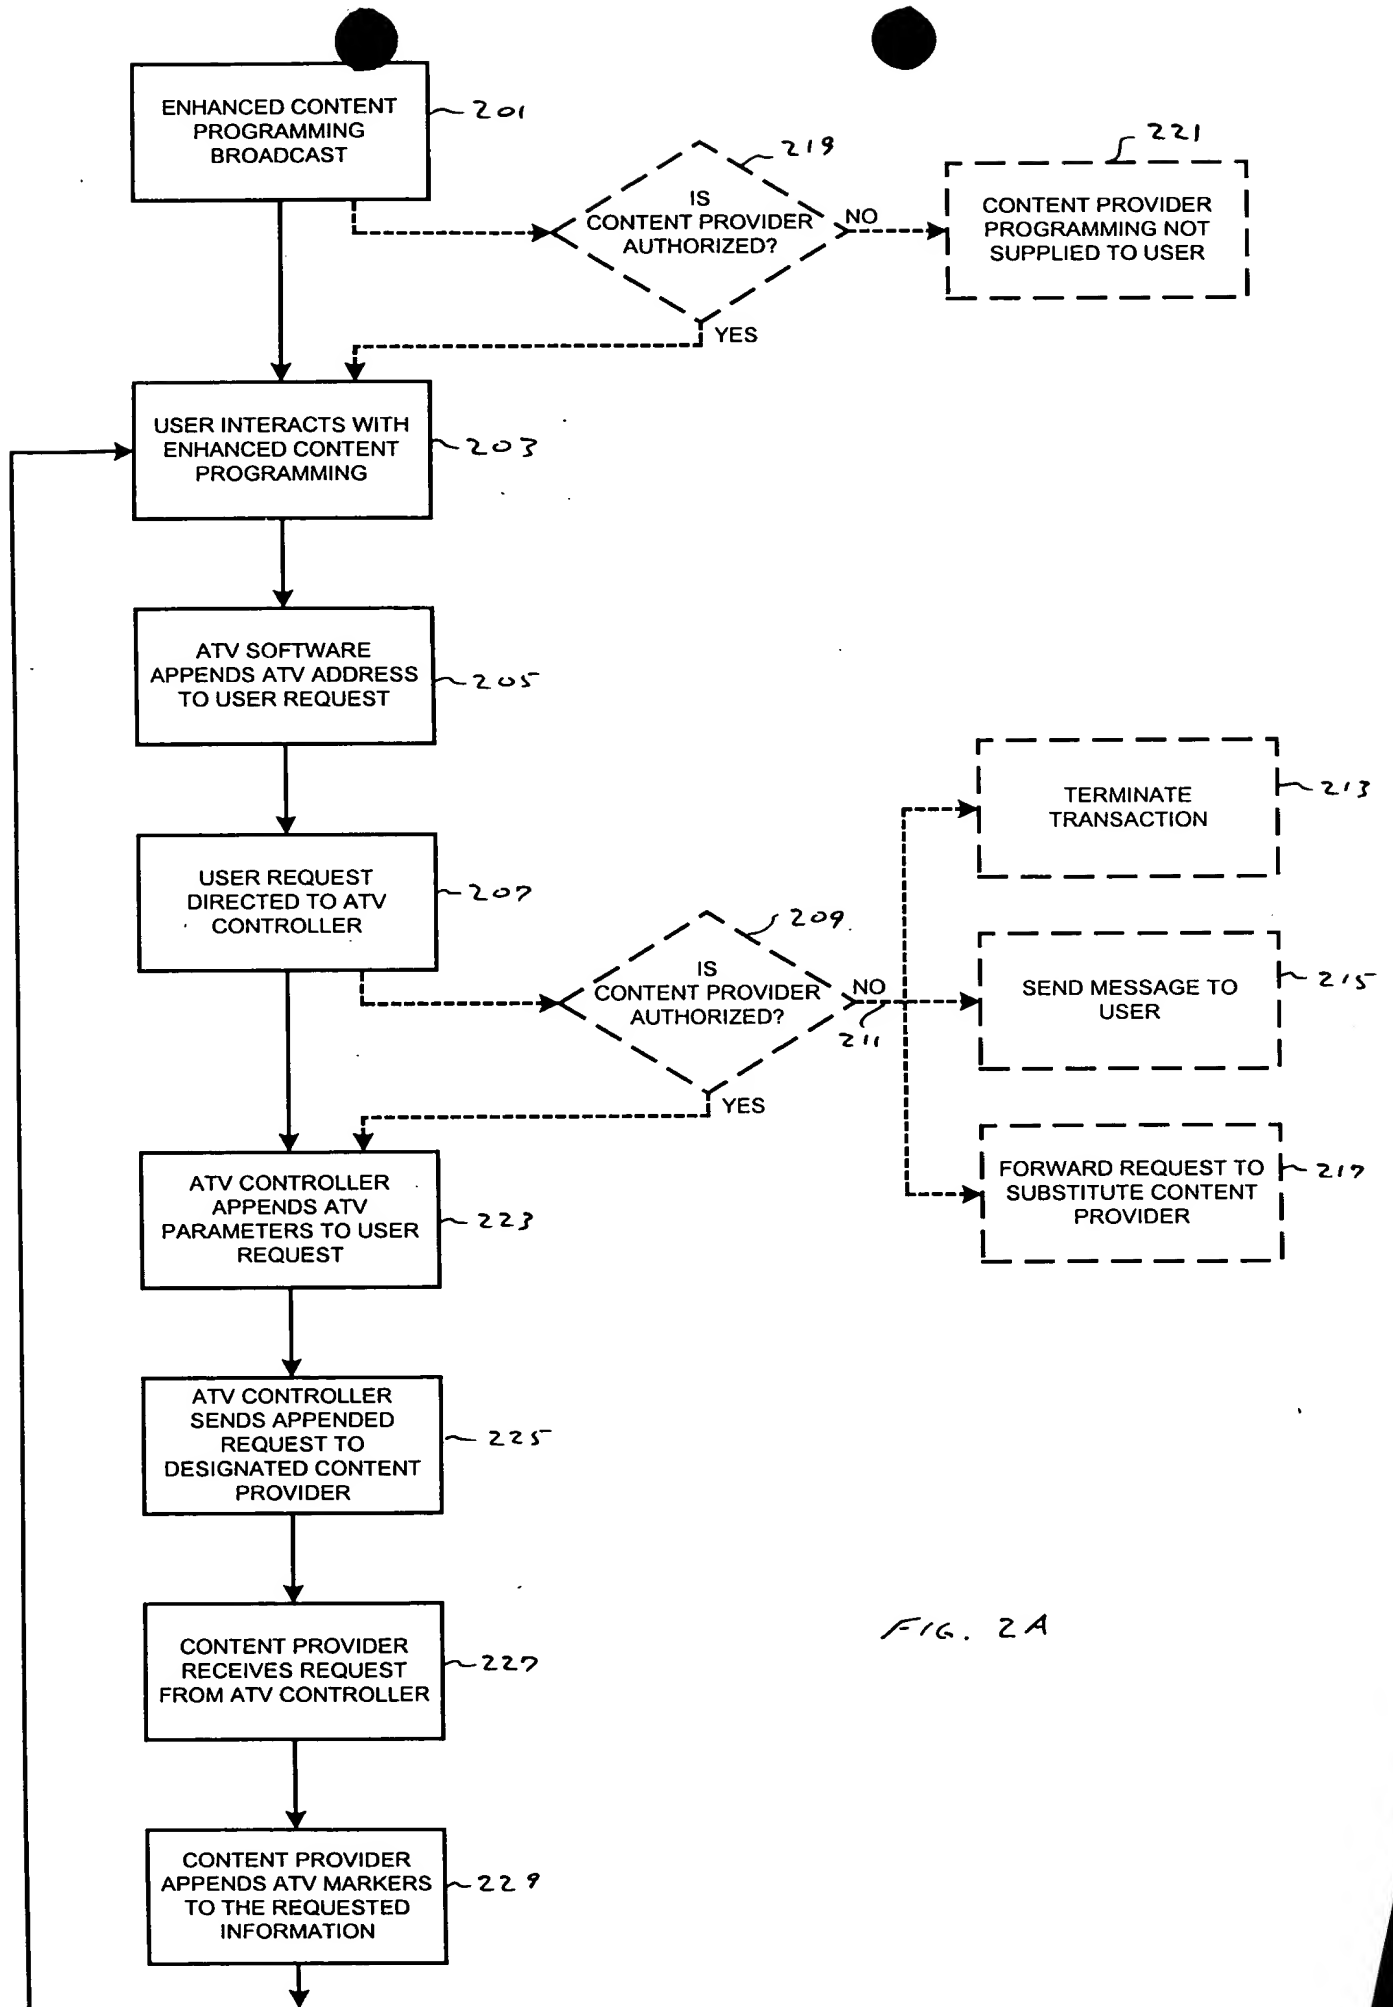 ENHANCED CONTENT
PROGRAMMING
BROADCAST
201
IS
CONTENT PROVIDER
AUTHORIZED?
219
NO
YES
CONTENT PROVIDER
PROGRAMMING NOT
SUPPLIED TO USER
221
USER INTERACTS WITH
ENHANCED CONTENT
PROGRAMMING
203
ATV SOFTWARE
APPENDS ATV ADDRESS
TO USER REQUEST
205
USER REQUEST
DIRECTED TO ATV
CONTROLLER
207
IS
CONTENT PROVIDER
AUTHORIZED?
209
NO
211
YES
TERMINATE
TRANSACTION
213
SEND MESSAGE TO
USER
215
FORWARD REQUEST TO
SUBSTITUTE CONTENT
PROVIDER
217
ATV CONTROLLER
APPENDS ATV
PARAMETERS TO USER
REQUEST
223
ATV CONTROLLER
SENDS APPENDED
REQUEST TO
DESIGNATED CONTENT
PROVIDER
225
CONTENT PROVIDER
RECEIVES REQUEST
FROM ATV CONTROLLER
227
CONTENT PROVIDER
APPENDS ATV MARKERS
TO THE REQUESTED
INFORMATION
229
FIG. 2A